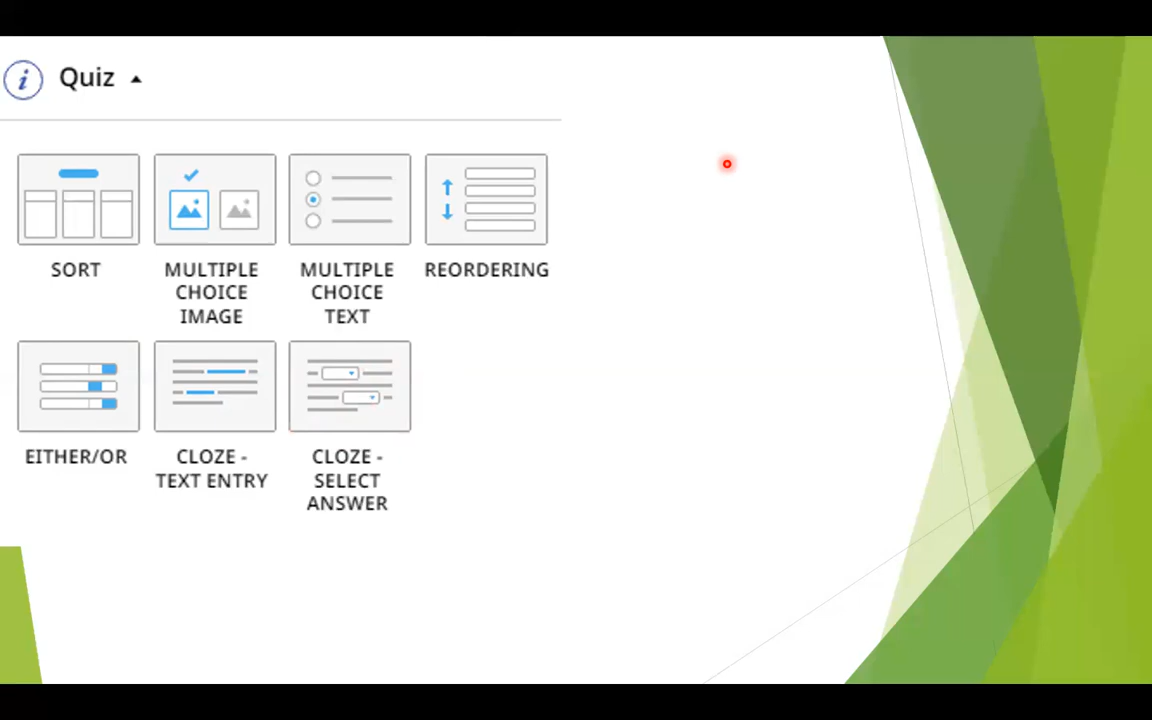 i Quiz
SORT
MULTIPLE
CHOICE
IMAGE
MULTIPLE
CHOICE
TEXT
REORDERING
EITHER/OR
CLOZE -
TEXT ENTRY
CLOZE -
SELECT
ANSWER